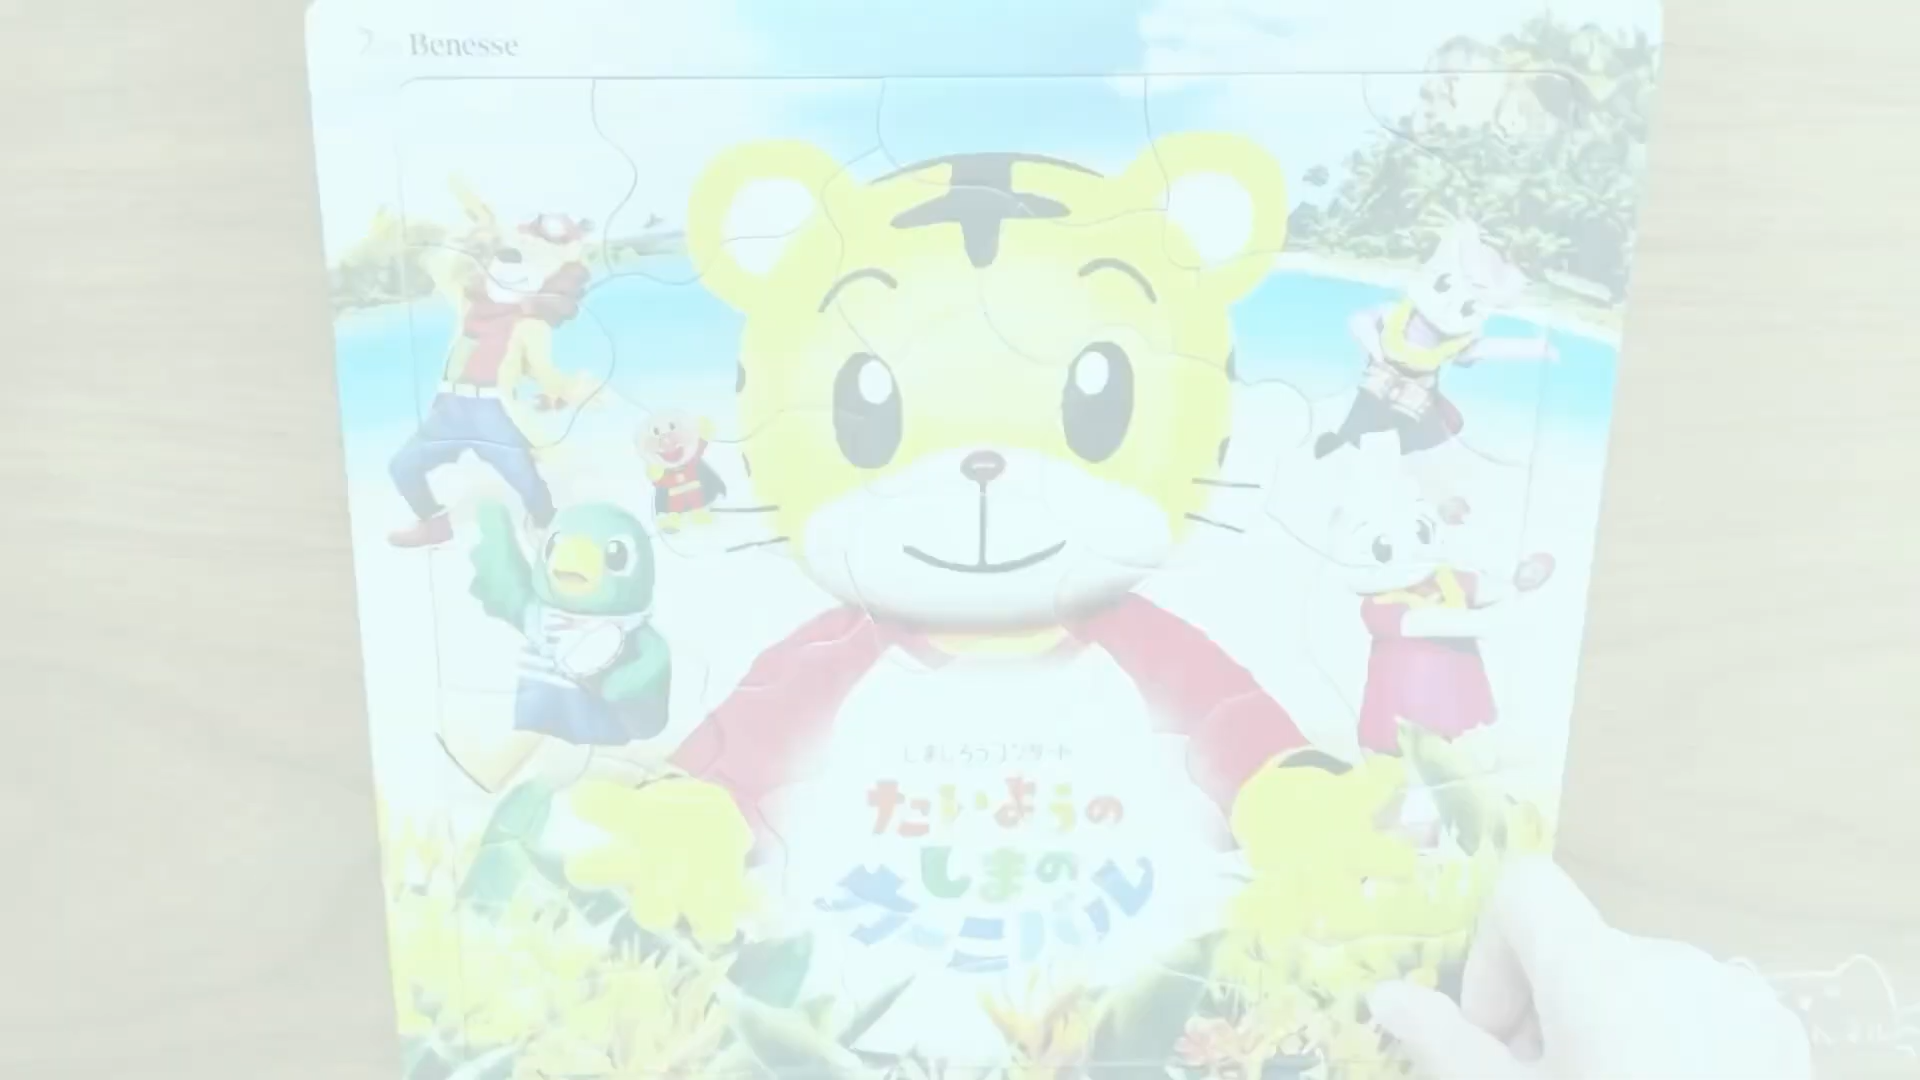 Benesse
しまじろうコンサート
たいようの
しまの
カーニバル